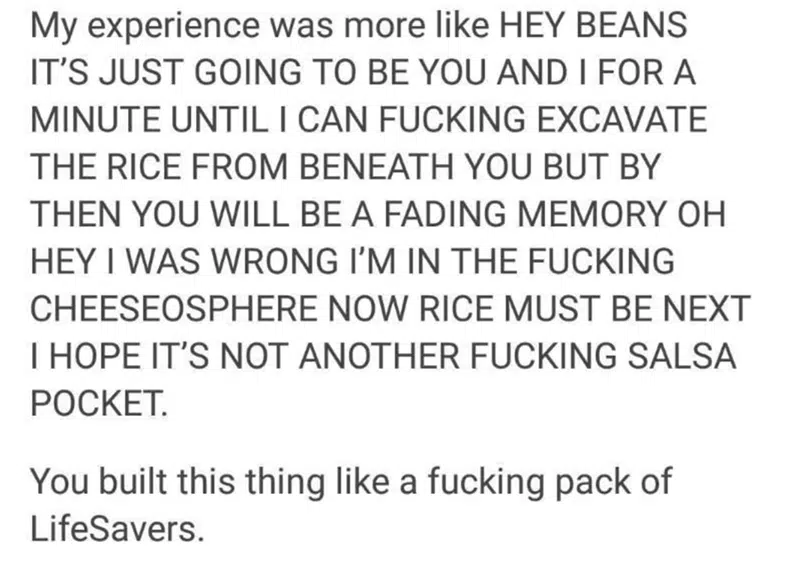 My experience was more like HEY BEANS
IT'S JUST GOING TO BE YOU AND I FOR A
MINUTE UNTIL I CAN FUCKING EXCAVATE
THE RICE FROM BENEATH YOU BUT BY
THEN YOU WILL BE A FADING MEMORY OH
HEY I WAS WRONG I'M IN THE FUCKING
CHEESEOSPHERE NOW RICE MUST BE NEXT
I HOPE IT'S NOT ANOTHER FUCKING SALSA
POCKET.
You built this thing like a fucking pack of
LifeSavers.